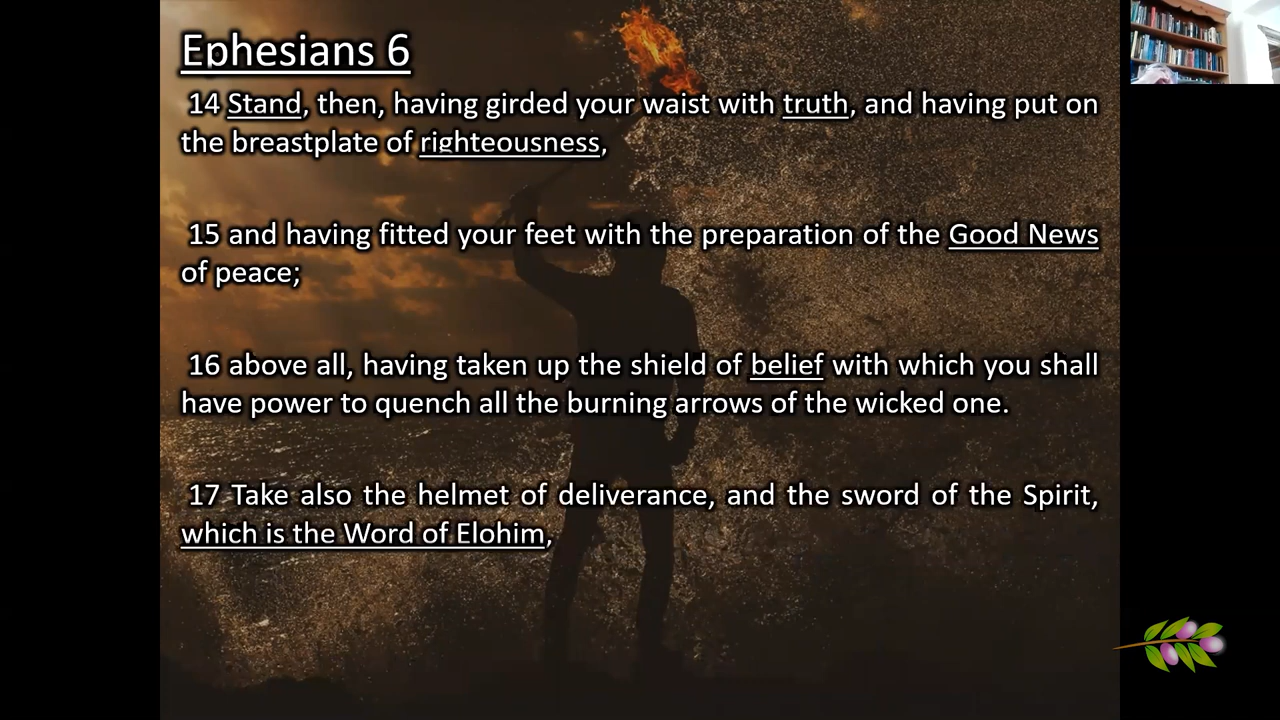 Ephesians 6
14 Stand, then, having girded your waist with truth, and having put on
the breastplate of righteousness,
15 and having fitted your feet with the preparation of the Good News
of peace;
16 above all, having taken up the shield of belief with which you shall
have power to quench all the burning arrows of the wicked one.
17 Take also the helmet of deliverance, and the sword of the Spirit,
which is the Word of Elohim,